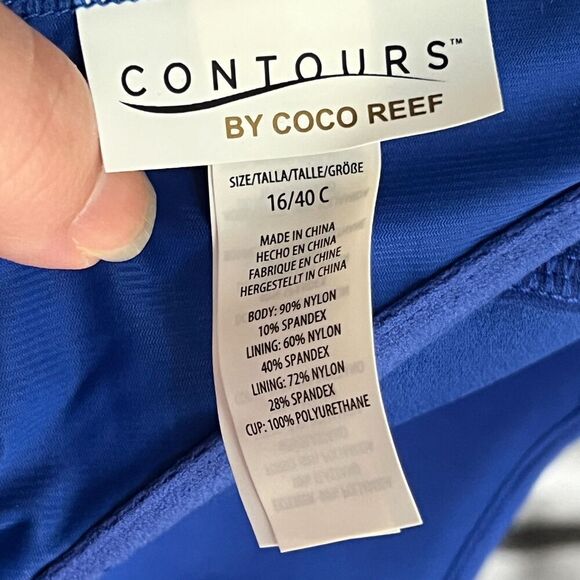 CONTOURS™
BY COCO REEF
SIZE/TALLA/TALLE/GRÖBE
16/40 C
MADE IN CHINA
HECHO EN CHINA
FABRIQUE EN CHINE
HERGESTELLT IN CHINA
BODY: 90% NYLON
10% SPANDEX
LINING: 60% NYLON
40% SPANDEX
LINING: 72% NYLON
28% SPANDEX
CUP: 100% POLYURETHANE